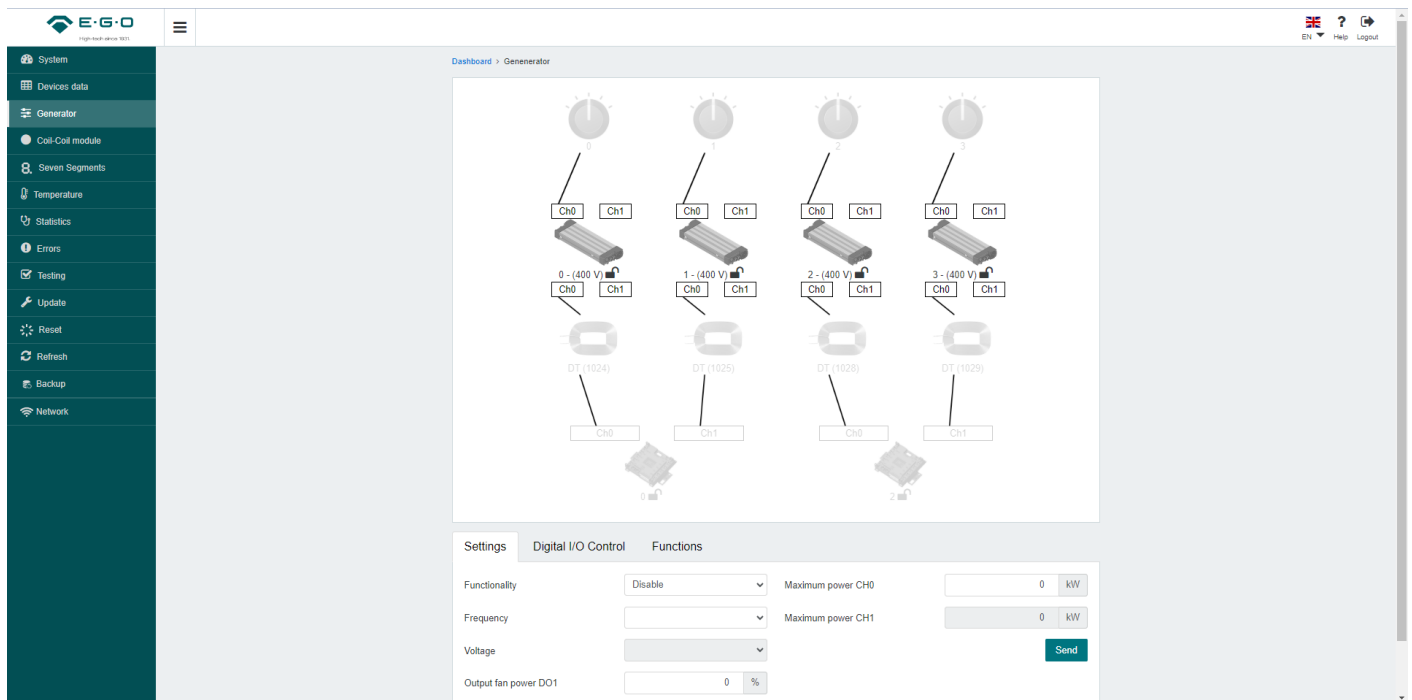 E·G·O
High-tech since 1931
EN Help Logout
System
Devices data
Generator
Coil-Coil module
Seven Segments
Temperature
Statistics
Errors
Testing
Update
Reset
Refresh
Backup
Network
Dashboard > Genenerator
0 1 2 3
Ch0 Ch1 Ch0 Ch1 Ch0 Ch1 Ch0 Ch1
0 - (400 V) 1 - (400 V) 2 - (400 V) 3 - (400 V)
Ch0 Ch1 Ch0 Ch1 Ch0 Ch1 Ch0 Ch1
DT (1024) DT (1025) DT (1028) DT (1029)
Ch0 Ch1 Ch0 Ch1
0 2
Settings Digital I/O Control Functions
Functionality Disable Maximum power CH0 0 kW
Frequency Maximum power CH1 0 kW
Voltage Send
Output fan power DO1 0 %